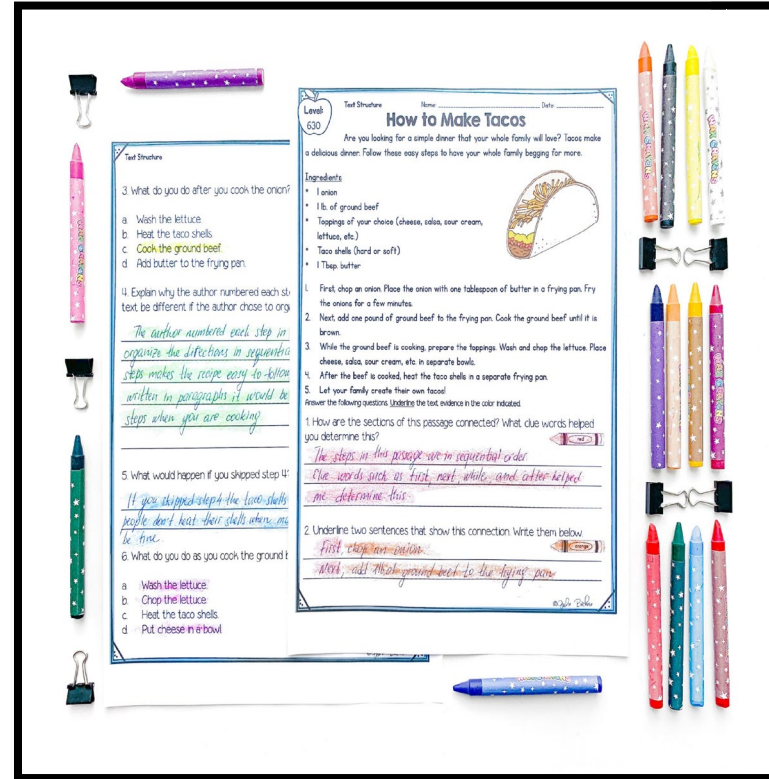 Text Structure
3. What do you do after you cook the onion?
a Wash the lettuce.
b. Heat the taco shells
c. Cook the ground beef.
d Add butter to the frying pan.
4. Explain why the author numbered each st
text be different if the author chose to orga
The author numbered each step in
organize the directions in sequentia
steps makes the recipe easy to follow
written in paragraphs it would be
steps when you are cooking
5. What would happen if you skipped step 4?
If you skipped step 4 the taco shells
people don't heat their shells when
be fine.
6. What do you do as you cook the ground b
a Wash the lettuce.
b. Chop the lettuce
c Heat the taco shells.
d Put cheese in a bowl
Level:
630
Text Structure Name: Date:
How to Make Tacos
Are you looking for a simple dinner that your whole family will love? Tacos make
a delicious dinner. Follow these easy steps to have your whole family begging for more.
Ingredients
• 1 onion
• 1 lb. of ground beef
• Toppings of your choice (cheese, salsa, sour cream,
lettuce, etc.)
• Taco shells (hard or soft)
• 1 Tbsp. butter
1. First, chop an onion. Place the onion with one tablespoon of butter in a frying pan. Fry
the onions for a few minutes.
2. Next, add one pound of ground beef to the frying pan. Cook the ground beef until it is
brown.
3. While the ground beef is cooking, prepare the toppings. Wash and chop the lettuce. Place
cheese, salsa, sour cream, etc. in separate bowls.
4. After the beef is cooked, heat the taco shells in a separate frying pan.
5. Let your family create their own tacos!
Answer the following questions. Underline the text evidence in the color indicated.
1. How are the sections of this passage connected? What clue words helped
you determine this?
red
The steps in this passage are in sequential order.
Clue words such as first, next, while, and after helped
me determine this
2. Underline two sentences that show this connection. Write them below
orange
First, chop an onion.
Next, add 1lb of ground beef to the frying pan